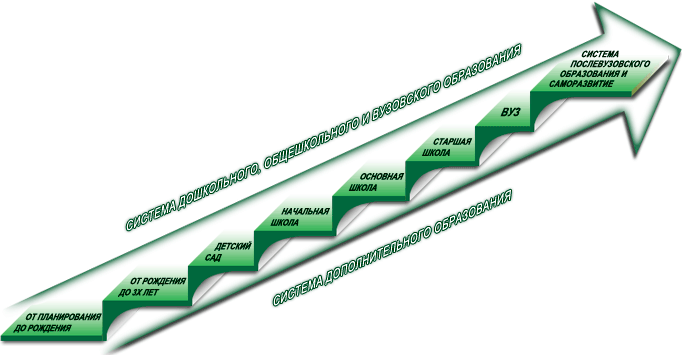 СИСТЕМА
ПОСЛЕВУЗОВСКОГО
ОБРАЗОВАНИЯ И
САМОРАЗВИТИЕ
ВУЗ
СТАРШАЯ
ШКОЛА
ОСНОВНАЯ
ШКОЛА
НАЧАЛЬНАЯ
ШКОЛА
ДЕТСКИЙ
САД
ОТ РОЖДЕНИЯ
ДО 3Х ЛЕТ
ОТ ПЛАНИРОВАНИЯ
ДО РОЖДЕНИЯ
СИСТЕМА ДОШКОЛЬНОГО, ОБЩЕШКОЛЬНОГО И ВУЗОВСКОГО ОБРАЗОВАНИЯ
СИСТЕМА ДОПОЛНИТЕЛЬНОГО ОБРАЗОВАНИЯ